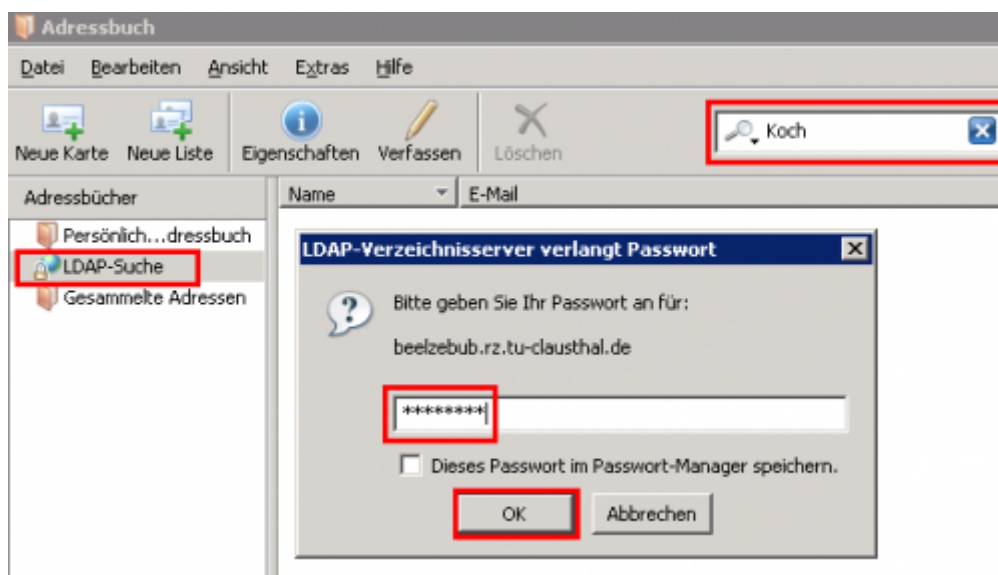 Adressbuch
Datei Bearbeiten Ansicht Extras Hilfe
Neue Karte Neue Liste Eigenschaften Verfassen Löschen
Koch
Adressbücher
Name E-Mail
Persönlich...dressbuch
LDAP-Suche
Gesammelte Adressen
LDAP-Verzeichnisserver verlangt Passwort
Bitte geben Sie Ihr Passwort an für:
beelzebub.rz.tu-clausthal.de
********
Dieses Passwort im Passwort-Manager speichern.
OK Abbrechen